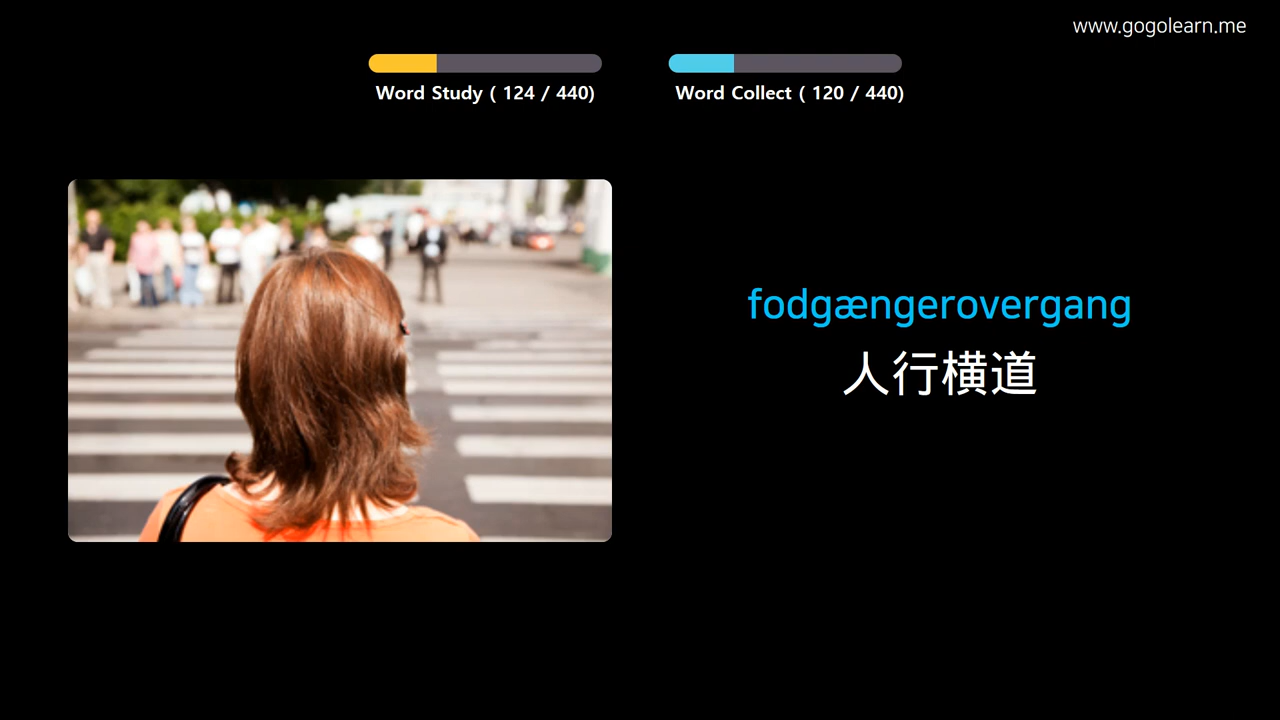 www.gogolearn.me
Word Study ( 124 / 440)
Word Collect ( 120 / 440)
fodgængerovergang
人行横道